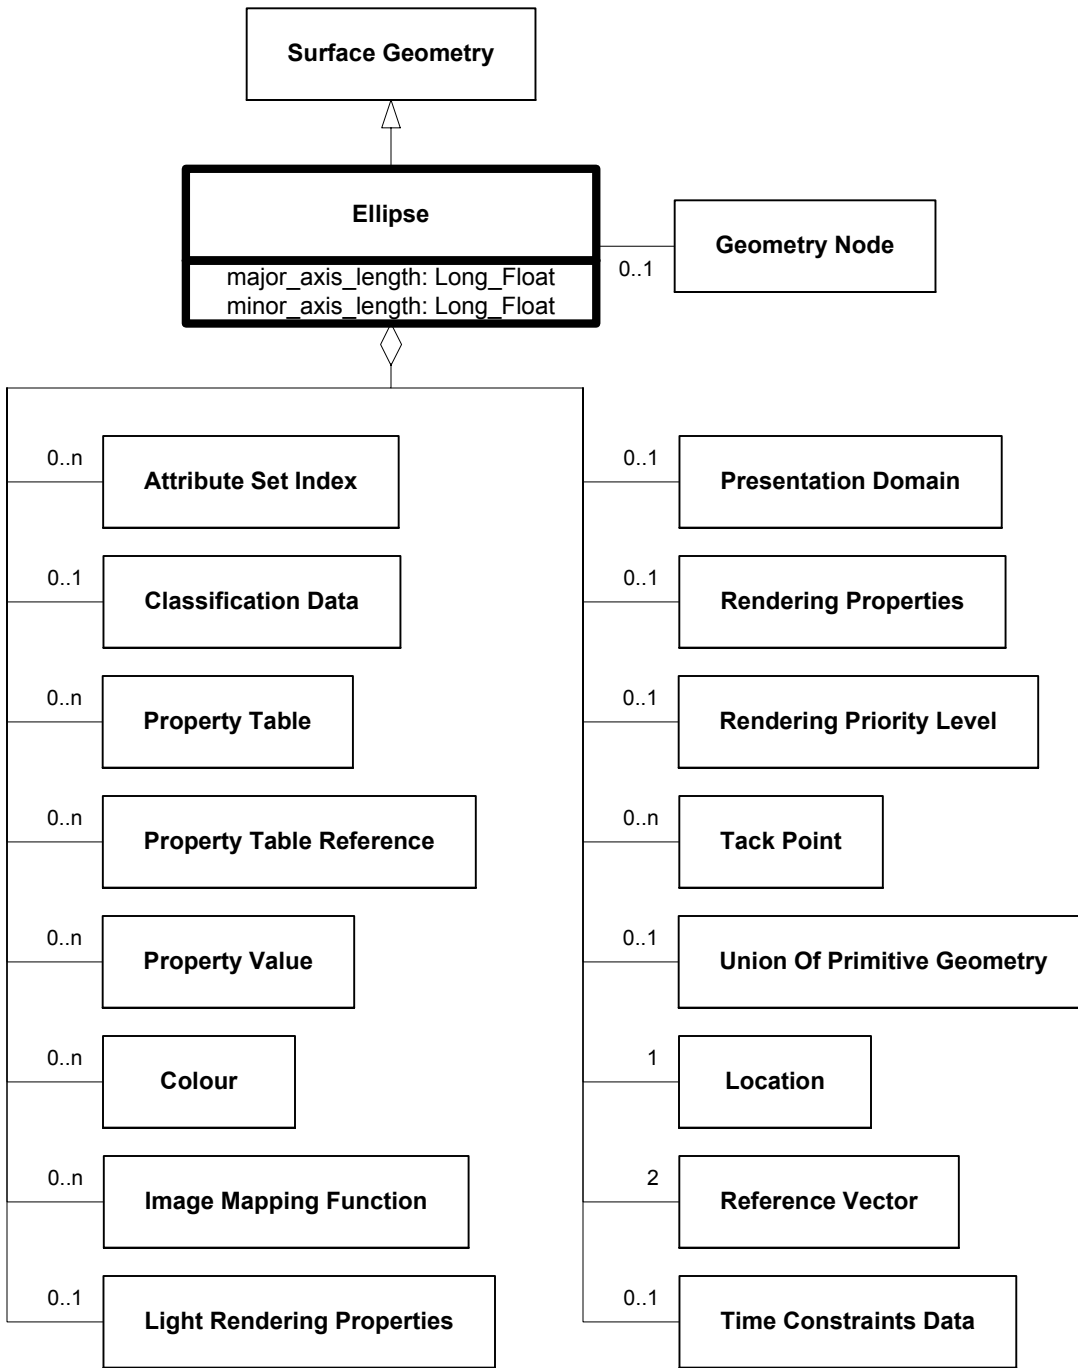 Surface Geometry
Ellipse
major_axis_length: Long_Float
minor_axis_length: Long_Float
Geometry Node
0..1
0..n
Attribute Set Index
0..1
Classification Data
0..n
Property Table
0..n
Property Table Reference
0..n
Property Value
0..n
Colour
0..n
Image Mapping Function
0..1
Light Rendering Properties
0..1
Presentation Domain
0..1
Rendering Properties
0..1
Rendering Priority Level
0..n
Tack Point
0..1
Union Of Primitive Geometry
1
Location
2
Reference Vector
0..1
Time Constraints Data